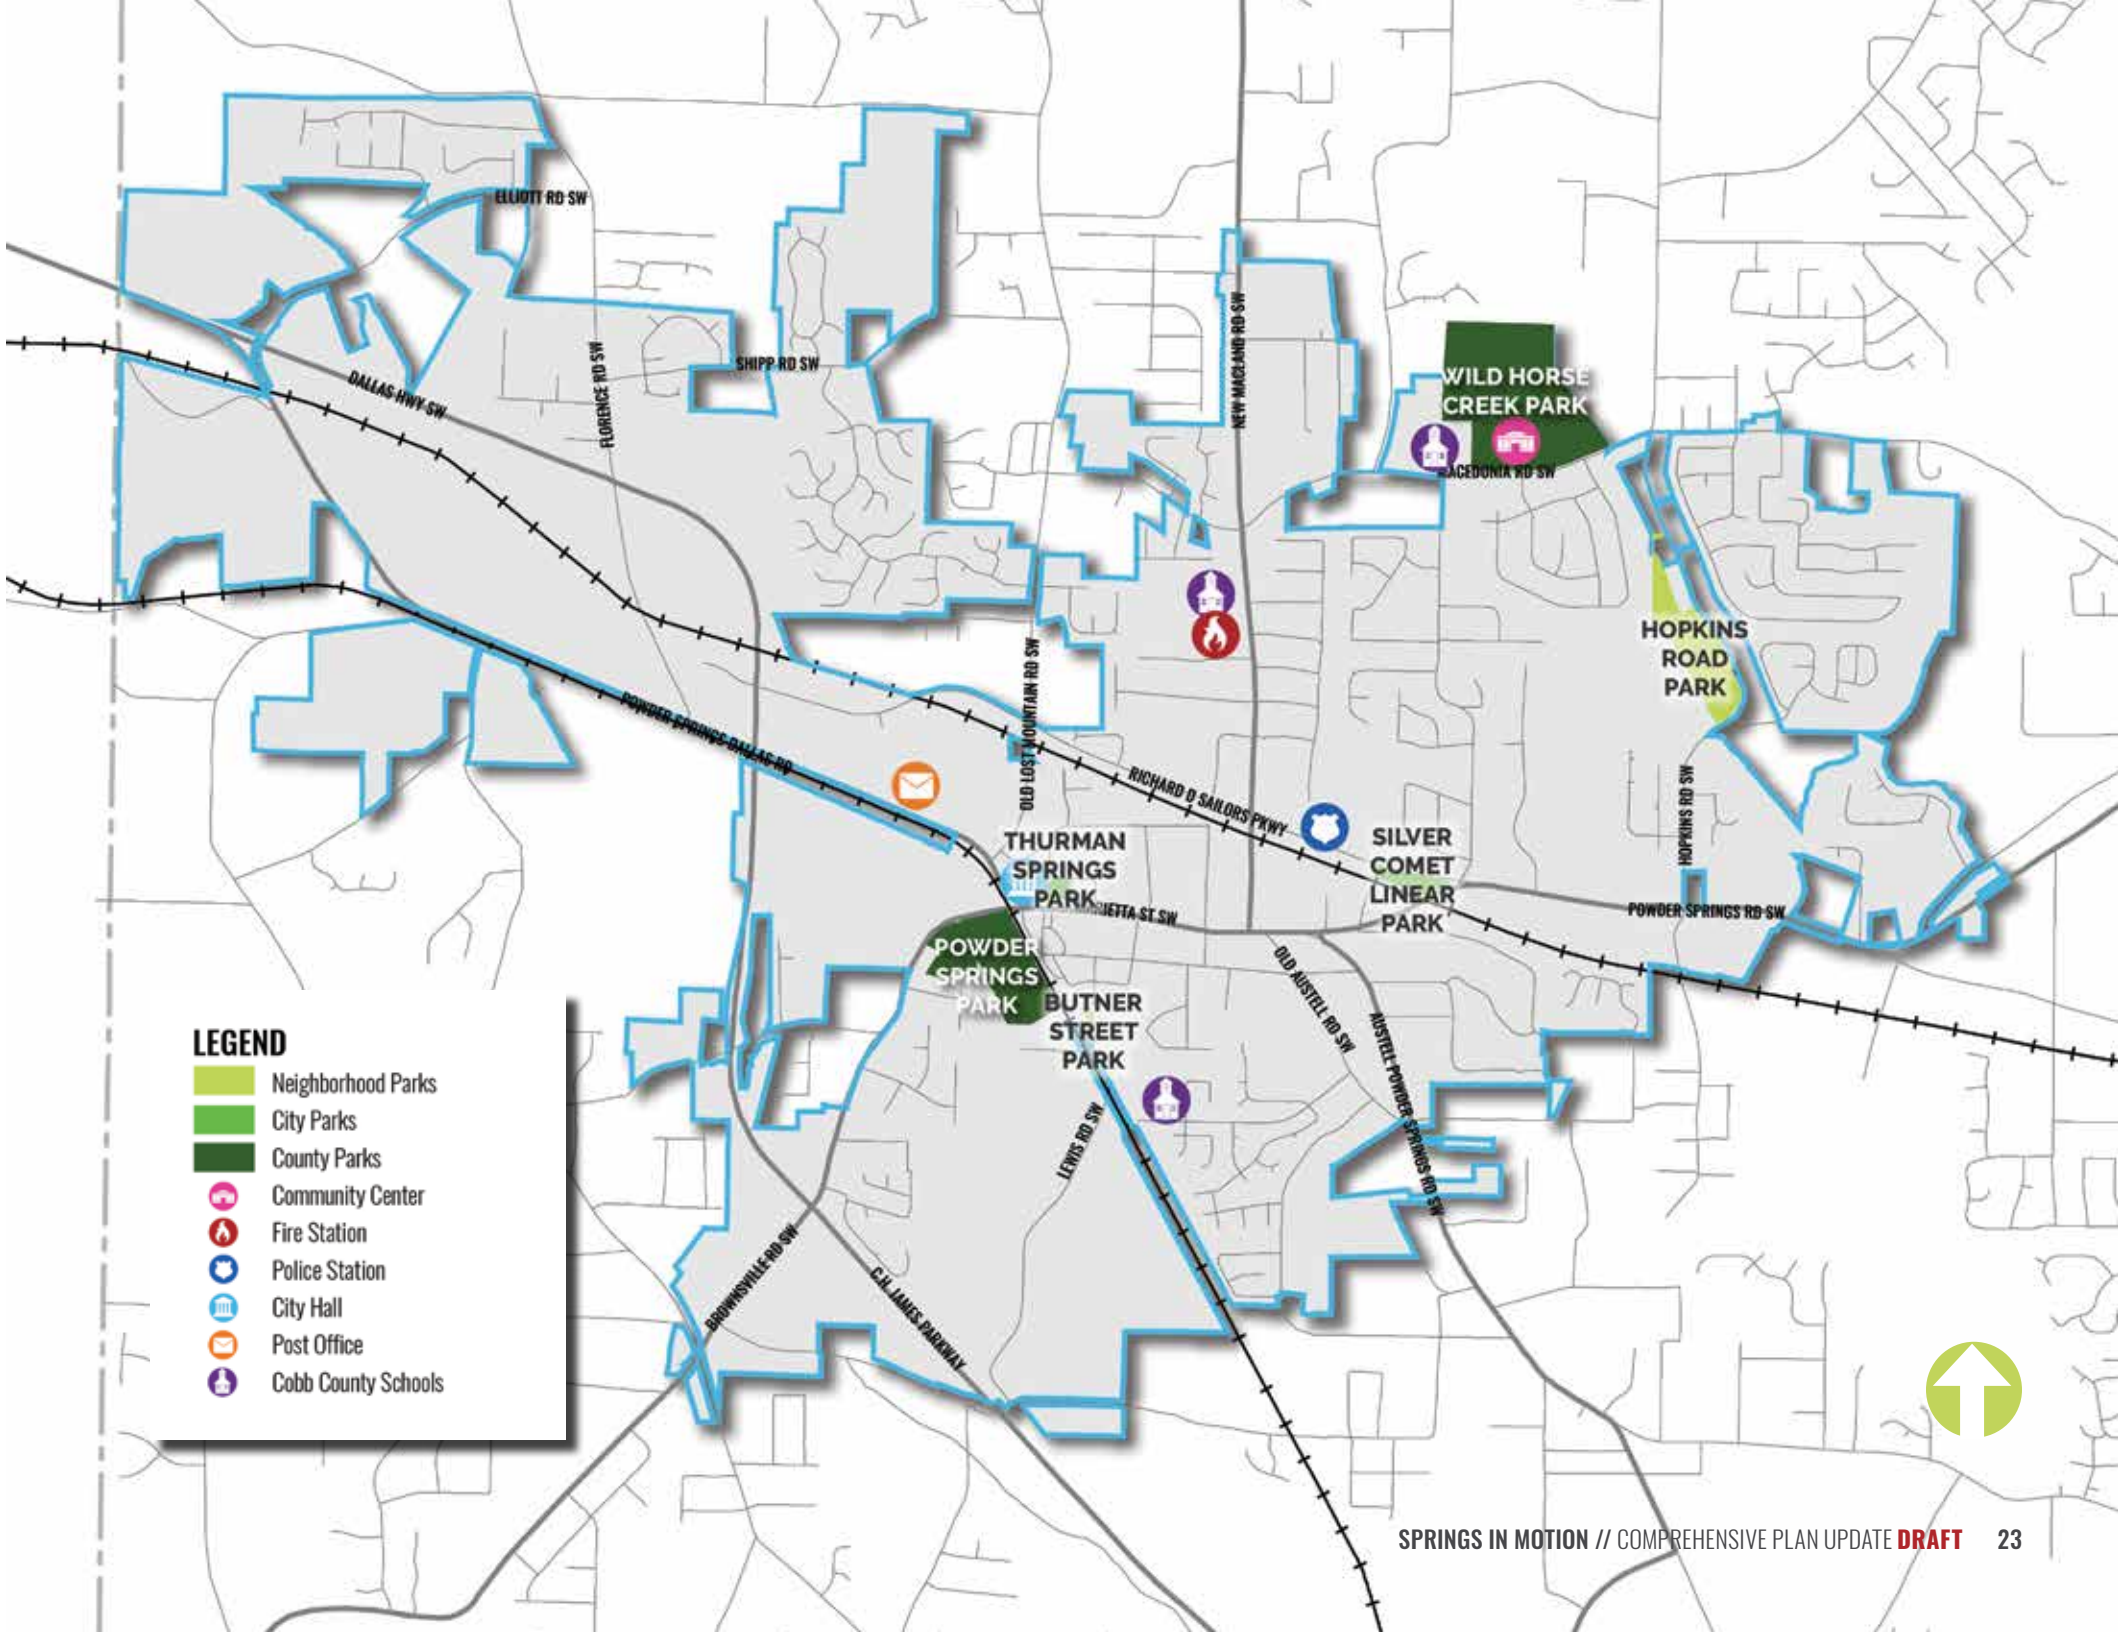 ELLIOTT RD SW
SHIPP RD SW
DALLAS HWY SW
FLORENCE RD SW
NEW MACLAND RD SW
WILD HORSE
CREEK PARK
RD SW
HOPKINS
ROAD
PARK
OLD LOST MOUNTAIN RD SW
POWDER SPRINGS DALLAS RD
RICHARD D SAILORS PKWY
HOPKINS RD SW
THURMAN
SPRINGS
PARK
SILVER
COMET
LINEAR
PARK
ST SW
POWDER SPRINGS RD SW
POWDER
SPRINGS
PARK
BUTNER
STREET
PARK
OLD AUSTELL RD SW
AUSTELL POWDER SPRINGS RD SW
LEWIS RD SW
BROWNSVILLE RD SW
C.H. JAMES PARKWAY
LEGEND
Neighborhood Parks
City Parks
County Parks
Community Center
Fire Station
Police Station
City Hall
Post Office
Cobb County Schools
SPRINGS IN MOTION // COMPREHENSIVE PLAN UPDATE DRAFT 23